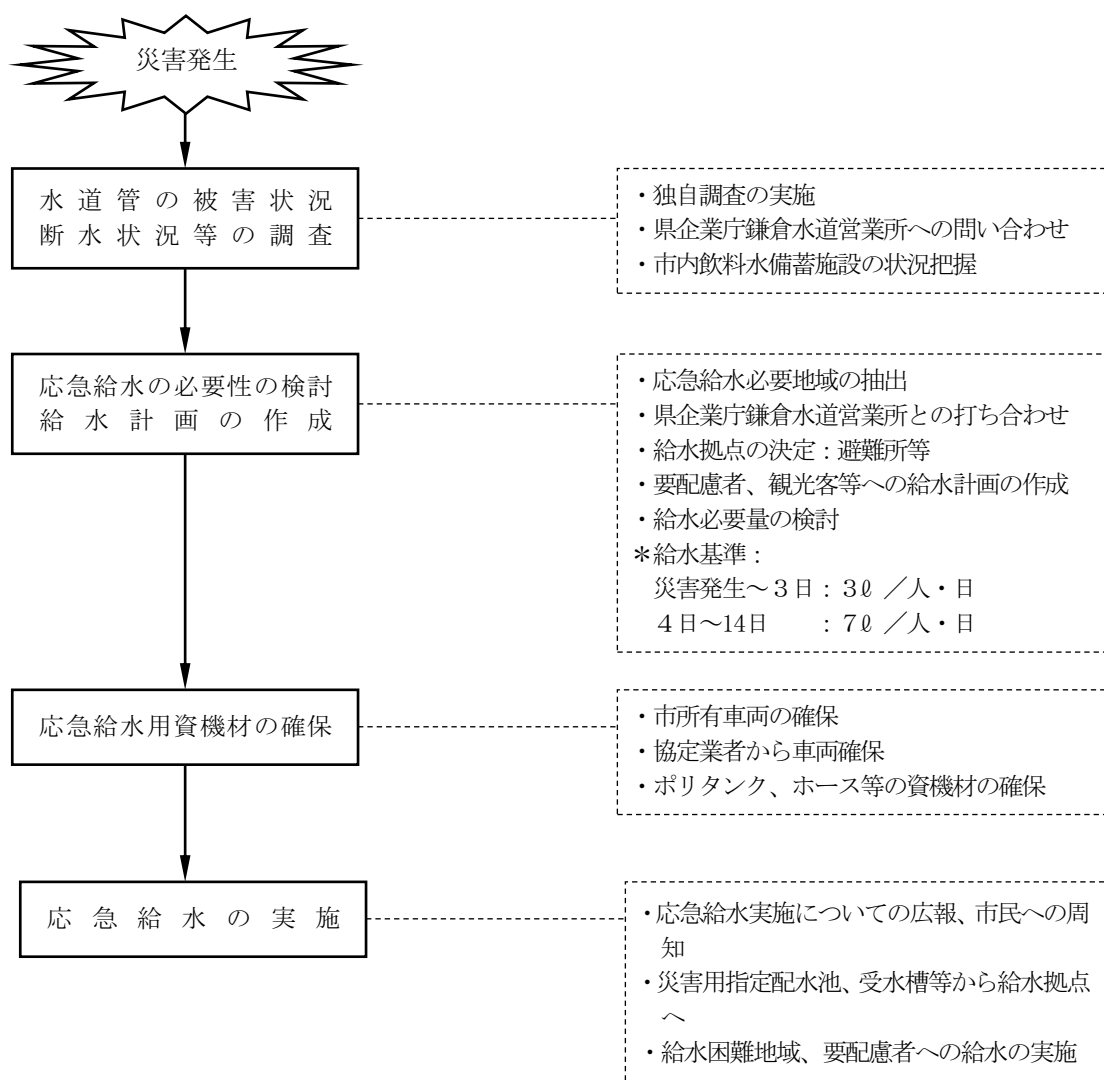 災害発生
水道管の被害状況
断水状況等の調査
・独自調査の実施
・県企業庁鎌倉水道営業所への問い合わせ
・市内飲料水備蓄施設の状況把握
応急給水の必要性の検討
給水計画の作成
・応急給水必要地域の抽出
・県企業庁鎌倉水道営業所との打ち合わせ
・給水拠点の決定：避難所等
・要配慮者、観光客等への給水計画の作成
・給水必要量の検討
＊給水基準：
災害発生～３日：３ℓ ／人・日
４日～14日　　：７ℓ ／人・日
応急給水用資機材の確保
・市所有車両の確保
・協定業者から車両確保
・ポリタンク、ホース等の資機材の確保
応急給水の実施
・応急給水実施についての広報、市民への周
知
・災害用指定配水池、受水槽等から給水拠点
へ
・給水困難地域、要配慮者への給水の実施